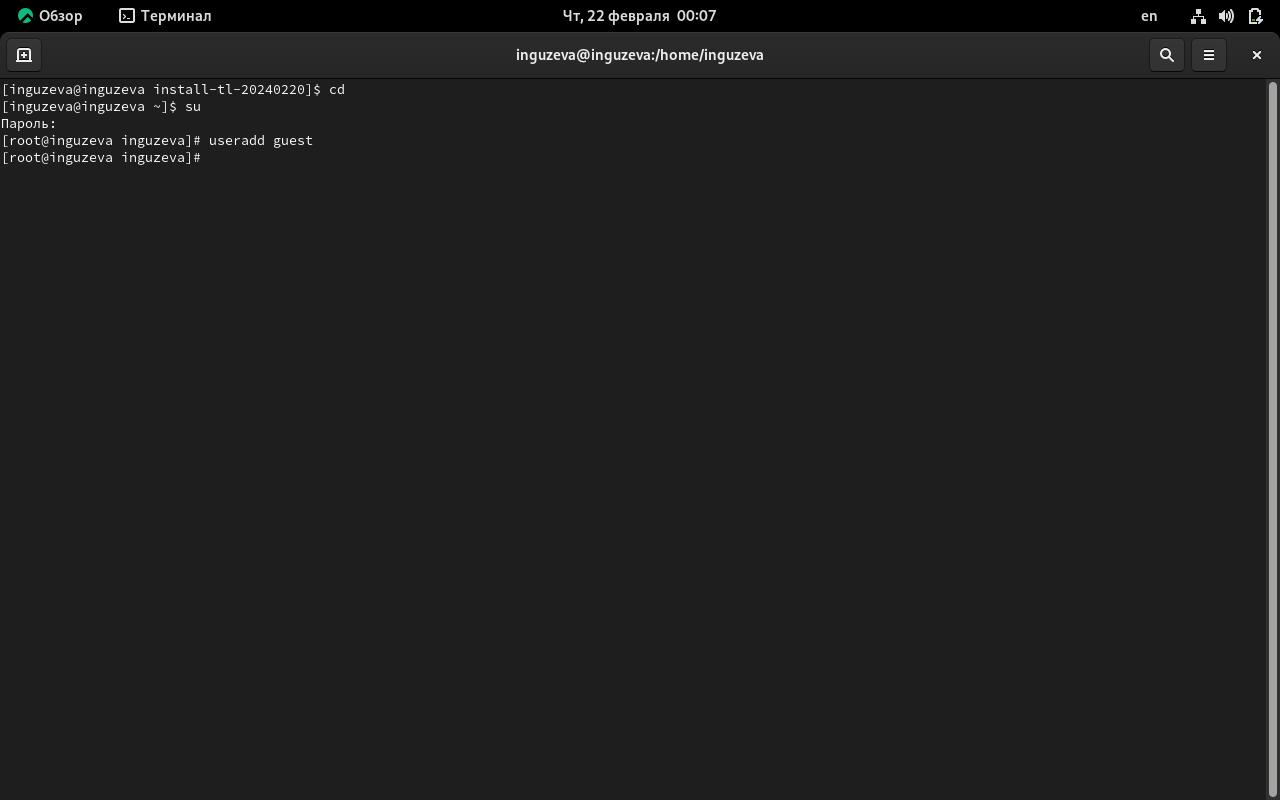 Обзор Терминал Чт, 22 февраля 00:07 en
inguzeva@inguzeva:/home/inguzeva
[inguzeva@inguzeva install-tl-20240220]$ cd
[inguzeva@inguzeva ~]$ su
Пароль:
[root@inguzeva inguzeva]# useradd guest
[root@inguzeva inguzeva]#